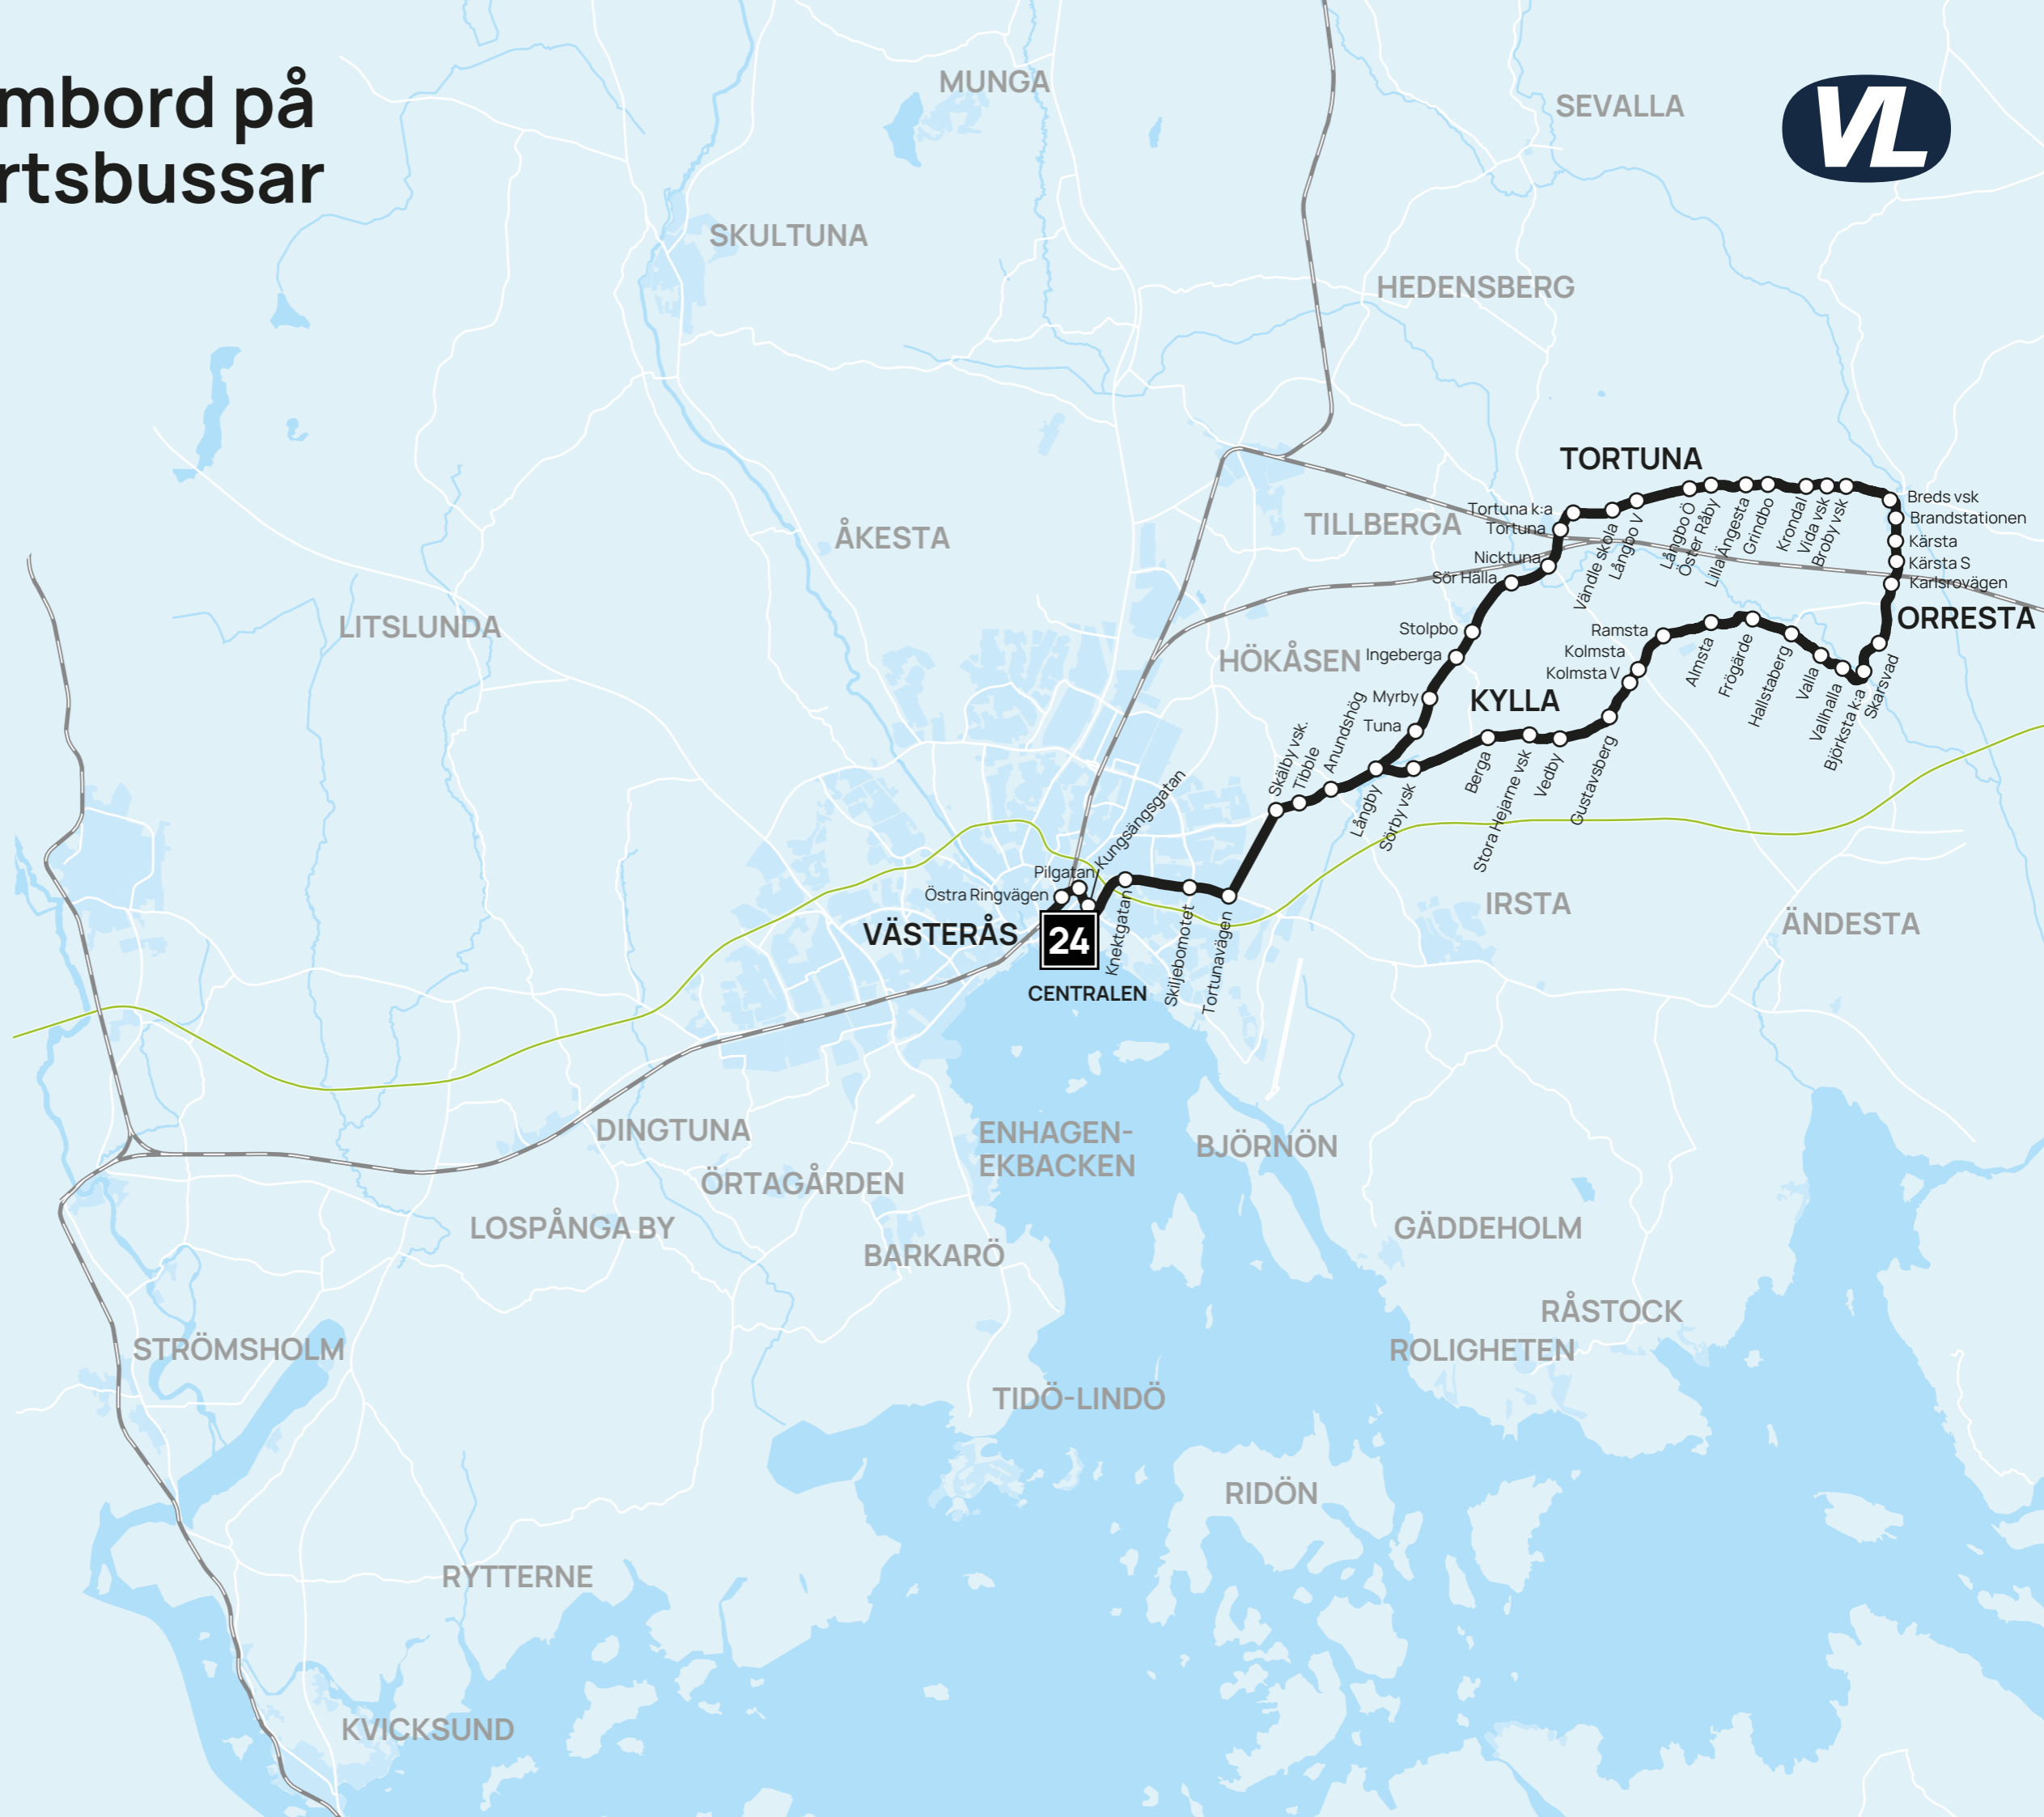 mbord på
rtsbussar
VL
MUNGA
SEVALLA
SKULTUNA
HEDENSBERG
TORTUNA
Tortuna k:a
Tortuna
TILLBERGA
Nicktuna
Sör Hälla
Vändle skola
Långbo V
Långbo Ö
Öster Råby
Lilla Ängesta
Grindbo
Krondal
Vida vsk
Broby vsk
Breds vsk
Brandstationen
Kärsta
Kärsta S
Karlsrovägen
ORRESTA
ÅKESTA
LITSLUNDA
HÖKÅSEN
Stolpbo
Ingeberga
Myrby
Tuna
Ramsta
Kolmsta
Kolmsta V
KYLLA
Almsta
Frögärde
Hallstaberg
Valla
Vallhalla
Björksta k:a
Skarsvad
Skälby vsk.
Tibble
Anundshög
Långby
Sörby vsk
Berga
Stora Hejarne vsk
Vedby
Gustavsberg
Kungsängsgatan
Pilgatan
Östra Ringvägen
VÄSTERÅS
24
CENTRALEN
Knektgatan
Skiljebomotet
Tortunavägen
IRSTA
ÄNDESTA
DINGTUNA
ENHAGEN-
EKBACKEN
BJÖRNÖN
ÖRTAGÅRDEN
LOSPÅNGA BY
BARKARÖ
GÄDDEHOLM
RÅSTOCK
ROLIGHETEN
STRÖMSHOLM
TIDÖ-LINDÖ
RIDÖN
RYTTERNE
KVICKSUND